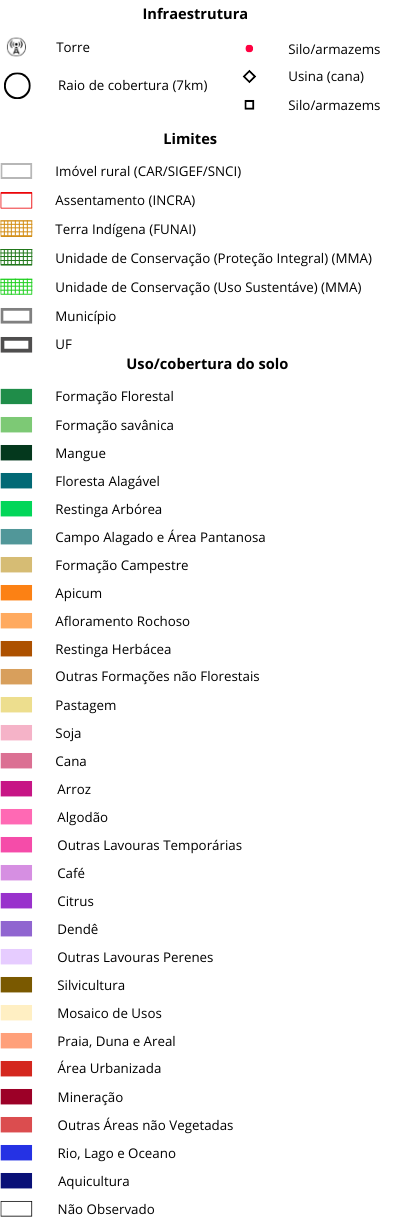 Infraestrutura
Torre
Silo/armazems
Raio de cobertura (7km)
Usina (cana)
Silo/armazems
Limites
Imóvel rural (CAR/SIGEF/SNCI)
Assentamento (INCRA)
Terra Indígena (FUNAI)
Unidade de Conservação (Proteção Integral) (MMA)
Unidade de Conservação (Uso Sustentáve) (MMA)
Município
UF
Uso/cobertura do solo
Formação Florestal
Formação savânica
Mangue
Floresta Alagável
Restinga Arbórea
Campo Alagado e Área Pantanosa
Formação Campestre
Apicum
Afloramento Rochoso
Restinga Herbácea
Outras Formações não Florestais
Pastagem
Soja
Cana
Arroz
Algodão
Outras Lavouras Temporárias
Café
Citrus
Dendê
Outras Lavouras Perenes
Silvicultura
Mosaico de Usos
Praia, Duna e Areal
Área Urbanizada
Mineração
Outras Áreas não Vegetadas
Rio, Lago e Oceano
Aquicultura
Não Observado